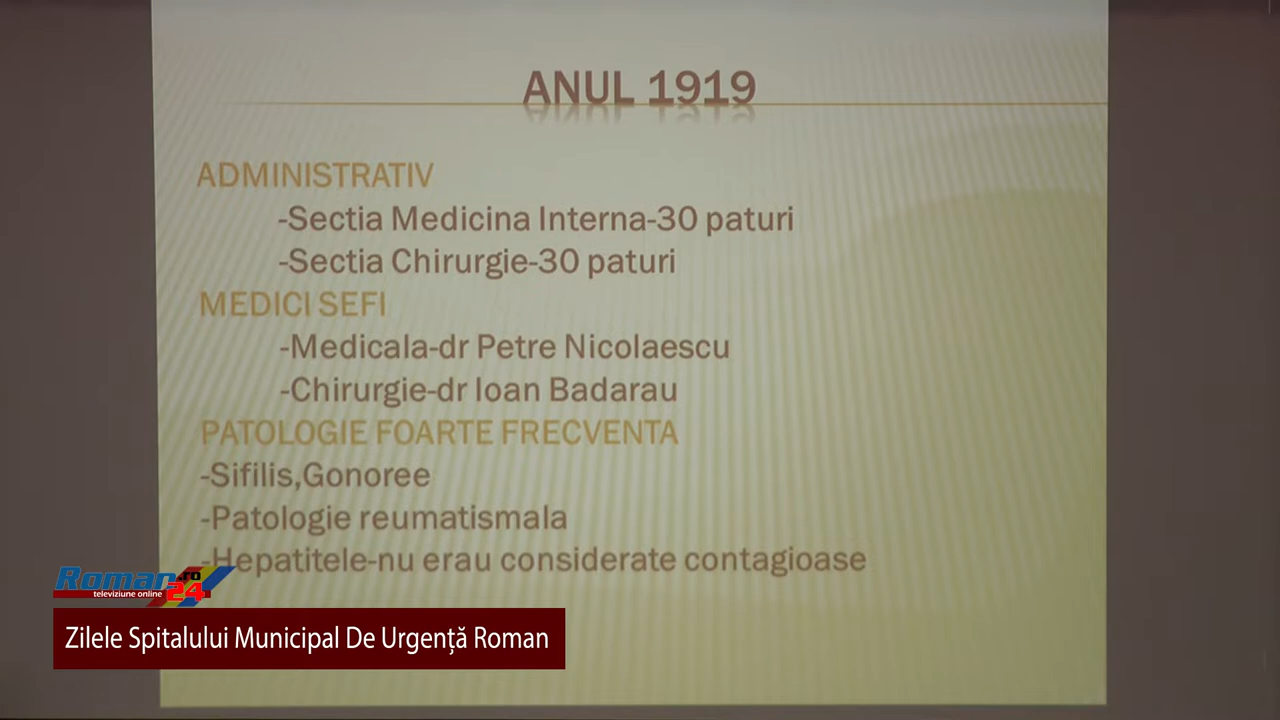 ANUL 1919
ADMINISTRATIV
-Sectia Medicina Interna-30 paturi
-Sectia Chirurgie-30 paturi
MEDICI SEFI
-Medicala-dr Petre Nicolaescu
-Chirurgie-dr Ioan Badarau
PATOLOGIE FOARTE FRECVENTA
-Sifilis,Gonoree
-Patologie reumatismala
-Hepatitele-nu erau considerate contagioase
Roman.ro
24
televiziune online
Zilele Spitalului Municipal De Urgență Roman